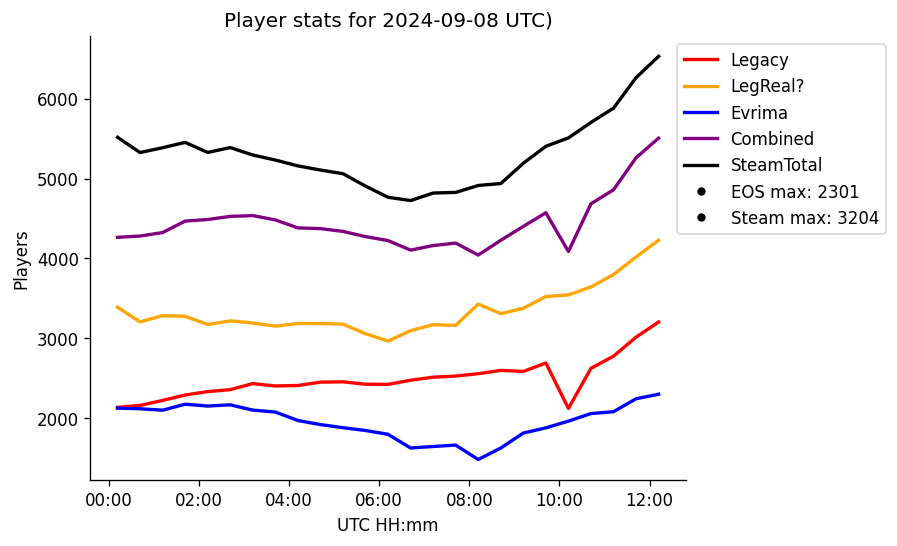 Player stats for 2024-09-08 UTC)
Legacy
LegReal?
Evrima
Combined
SteamTotal
EOS max: 2301
Steam max: 3204
Players
6000
5000
4000
3000
2000
00:00 02:00 04:00 06:00 08:00 10:00 12:00
UTC HH:mm